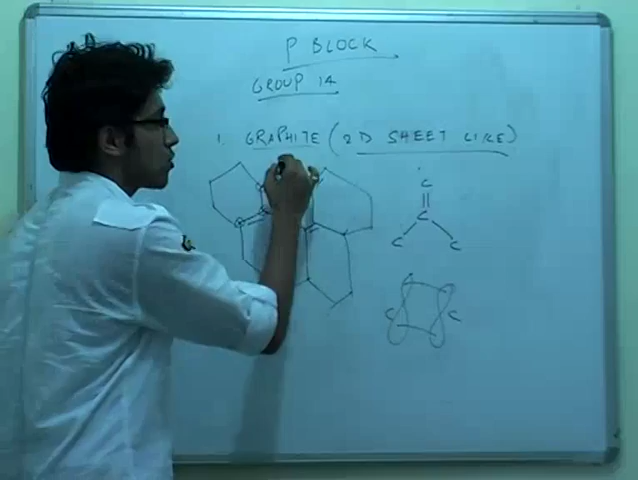 P BLOCK
GROUP 14
1. GRAPHITE (2D SHEET LIKE)
C
C
C C
C C